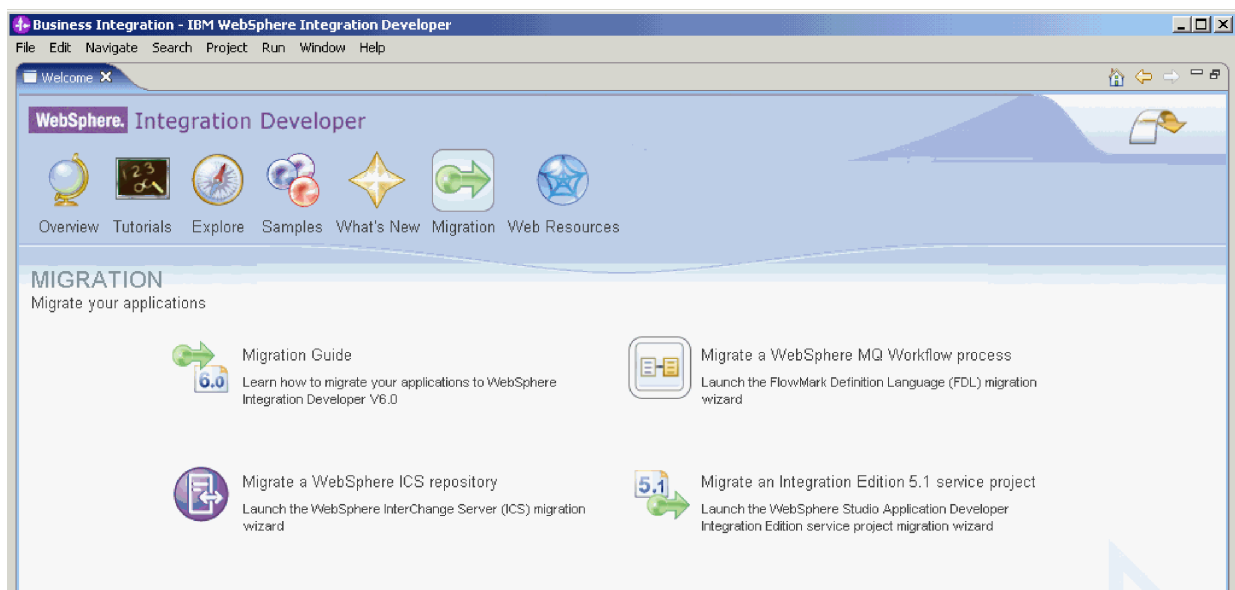 Business Integration - IBM WebSphere Integration Developer
File Edit Navigate Search Project Run Window Help
Welcome
WebSphere. Integration Developer
123
Overview Tutorials Explore Samples What's New Migration Web Resources
MIGRATION
Migrate your applications
6.0
Migration Guide
Learn how to migrate your applications to WebSphere
Integration Developer V6.0
Migrate a WebSphere MQ Workflow process
Launch the FlowMark Definition Language (FDL) migration
wizard
Migrate a WebSphere ICS repository
Launch the WebSphere InterChange Server (ICS) migration
wizard
5.1
Migrate an Integration Edition 5.1 service project
Launch the WebSphere Studio Application Developer
Integration Edition service project migration wizard